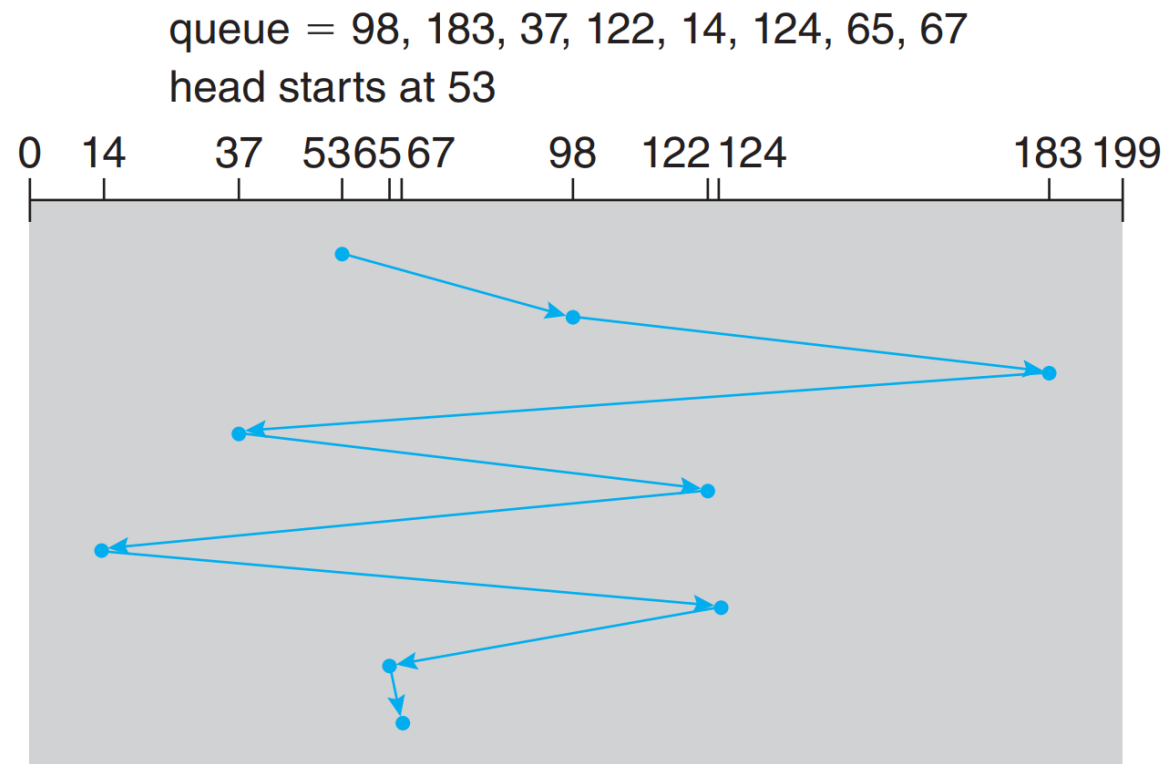 queue = 98, 183, 37, 122, 14, 124, 65, 67
head starts at 53
0 14 37 53 65 67 98 122 124 183 199